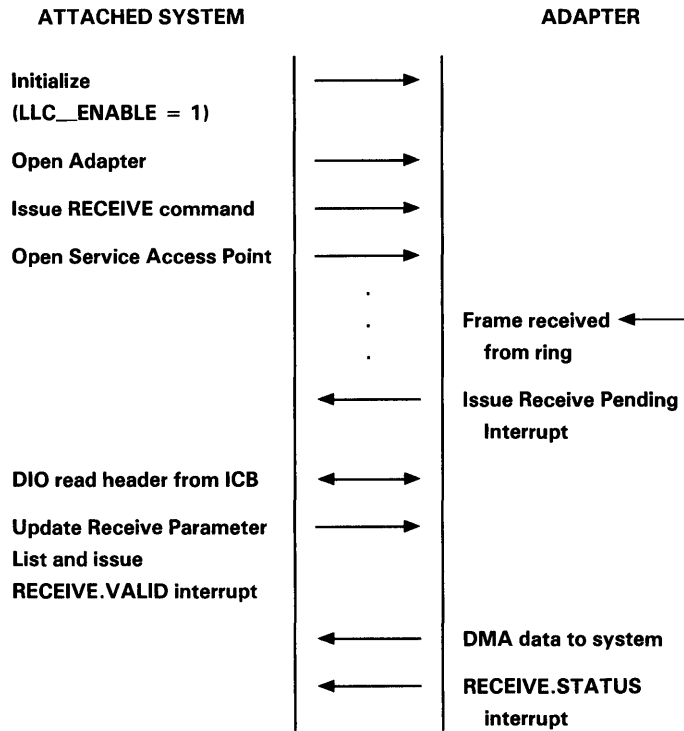 ATTACHED SYSTEM
ADAPTER
Initialize
(LLC__ENABLE = 1)
Open Adapter
Issue RECEIVE command
Open Service Access Point
Frame received
from ring
Issue Receive Pending
Interrupt
DIO read header from ICB
Update Receive Parameter
List and issue
RECEIVE.VALID interrupt
DMA data to system
RECEIVE.STATUS
interrupt